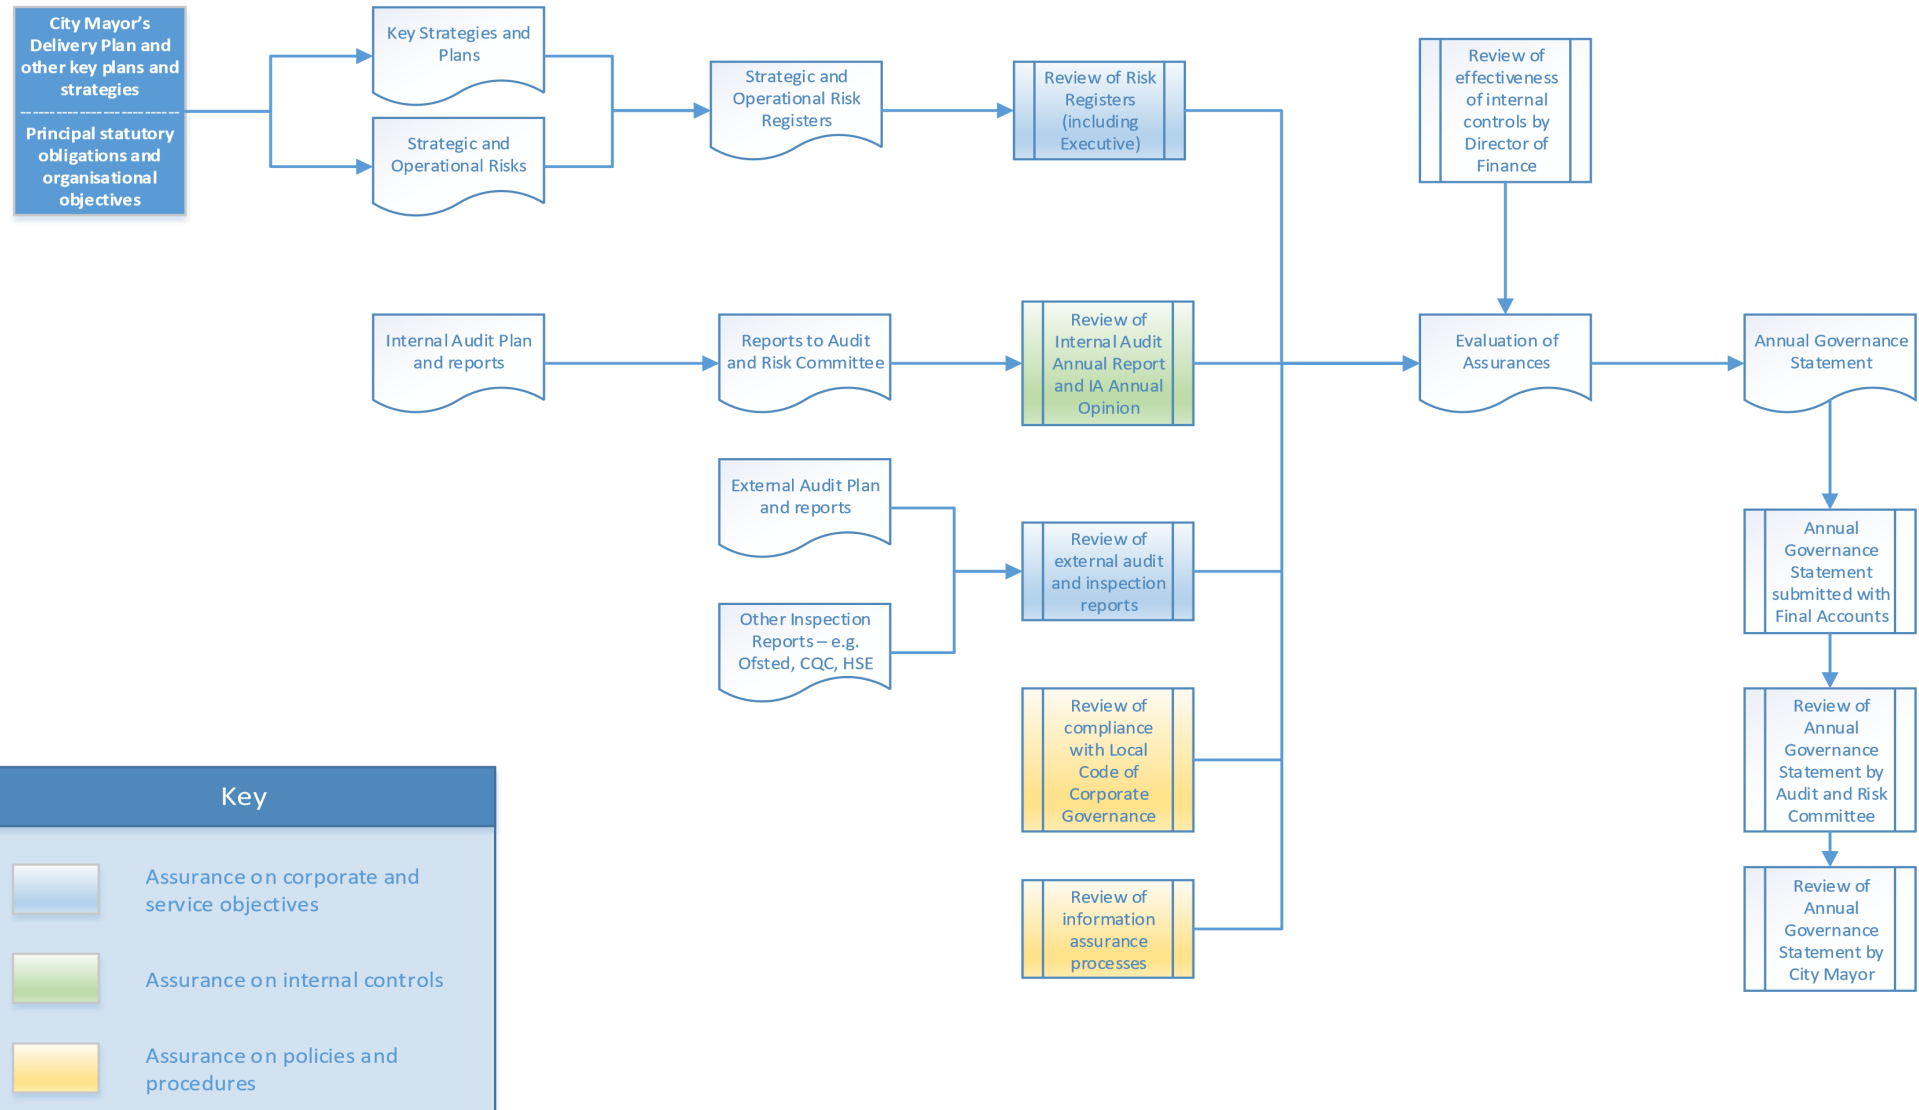 City Mayor's
Delivery Plan and
other key plans and
strategies
Principal statutory
obligations and
organisational
objectives
Key Strategies and
Plans
Strategic and
Operational Risks
Strategic and
Operational Risk
Registers
Review of Risk
Registers
(including
Executive)
Review of
effectiveness
of internal
controls by
Director of
Finance
Internal Audit Plan
and reports
Reports to Audit
and Risk Committee
Review of
Internal Audit
Annual Report
and IA Annual
Opinion
Evaluation of
Assurances
Annual Governance
Statement
External Audit Plan
and reports
Other Inspection
Reports – e.g.
Ofsted, CQC, HSE
Review of
external audit
and inspection
reports
Annual
Governance
Statement
submitted with
Final Accounts
Review of
compliance
with Local
Code of
Corporate
Governance
Review of
Annual
Governance
Statement by
Audit and Risk
Committee
Review of
information
assurance
processes
Review of
Annual
Governance
Statement by
City Mayor
Key
Assurance on corporate and
service objectives
Assurance on internal controls
Assurance on policies and
procedures